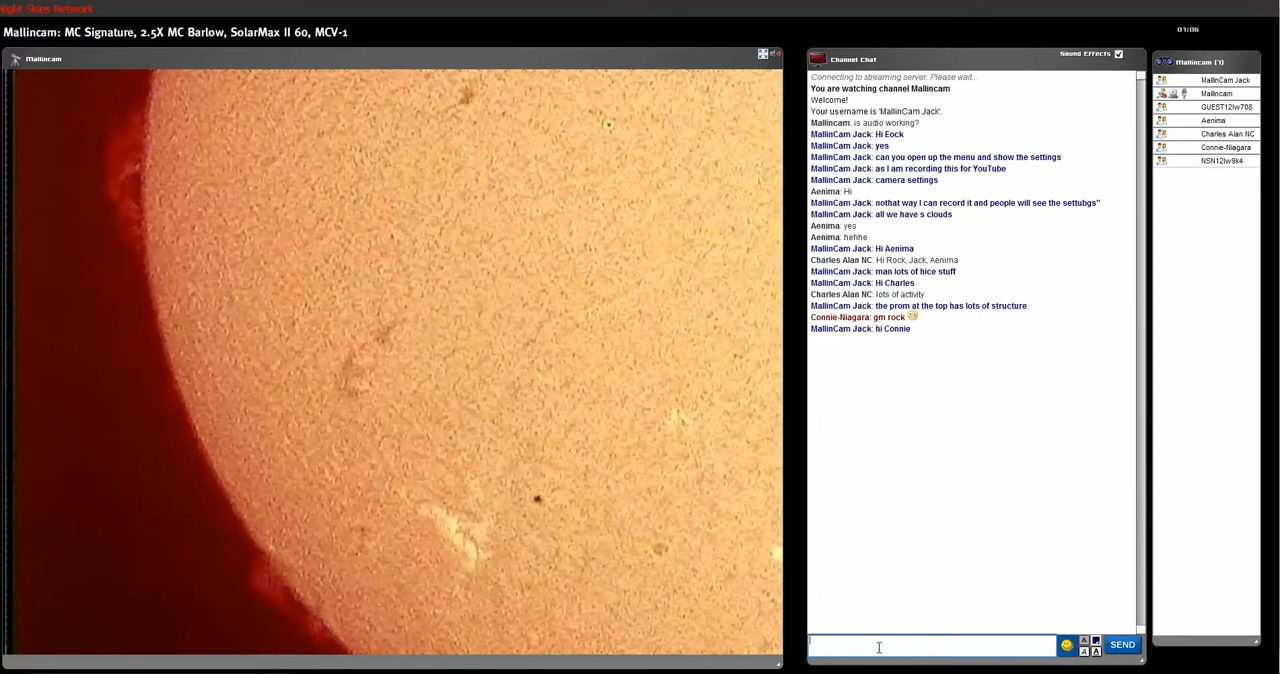 Night Skies Network
Mallincam: MC Signature, 2.5X MC Barlow, SolarMax II 60, MCV-1
01:06
Mallincam
Channel Chat
Sound Effects
Connecting to streaming server. Please wait...
You are watching channel Mallincam
Welcome!
Your username is 'MallinCam Jack'.
Mallincam: is audio working?
MallinCam Jack: Hi Eock
MallinCam Jack: yes
MallinCam Jack: can you open up the menu and show the settings
MallinCam Jack: as I am recording this for YouTube
MallinCam Jack: camera settings
Aenima: Hi
MallinCam Jack: nothat way I can record it and people will see the settubgs"
MallinCam Jack: all we have s clouds
Aenima: yes
Aenima: hehhe
MallinCam Jack: Hi Aenima
Charles Alan NC: Hi Rock, Jack, Aenima
MallinCam Jack: man lots of hice stuff
MallinCam Jack: Hi Charles
Charles Alan NC: lots of activity
MallinCam Jack: the prom at the top has lots of structure
Connie-Niagara: gm rock
MallinCam Jack: hi Connie
A
A A
SEND
Mallincam (7)
MallinCam Jack
Mallincam
GUEST12lw708
Aenima
Charles Alan NC
Connie-Niagara
NSN12lw9k4